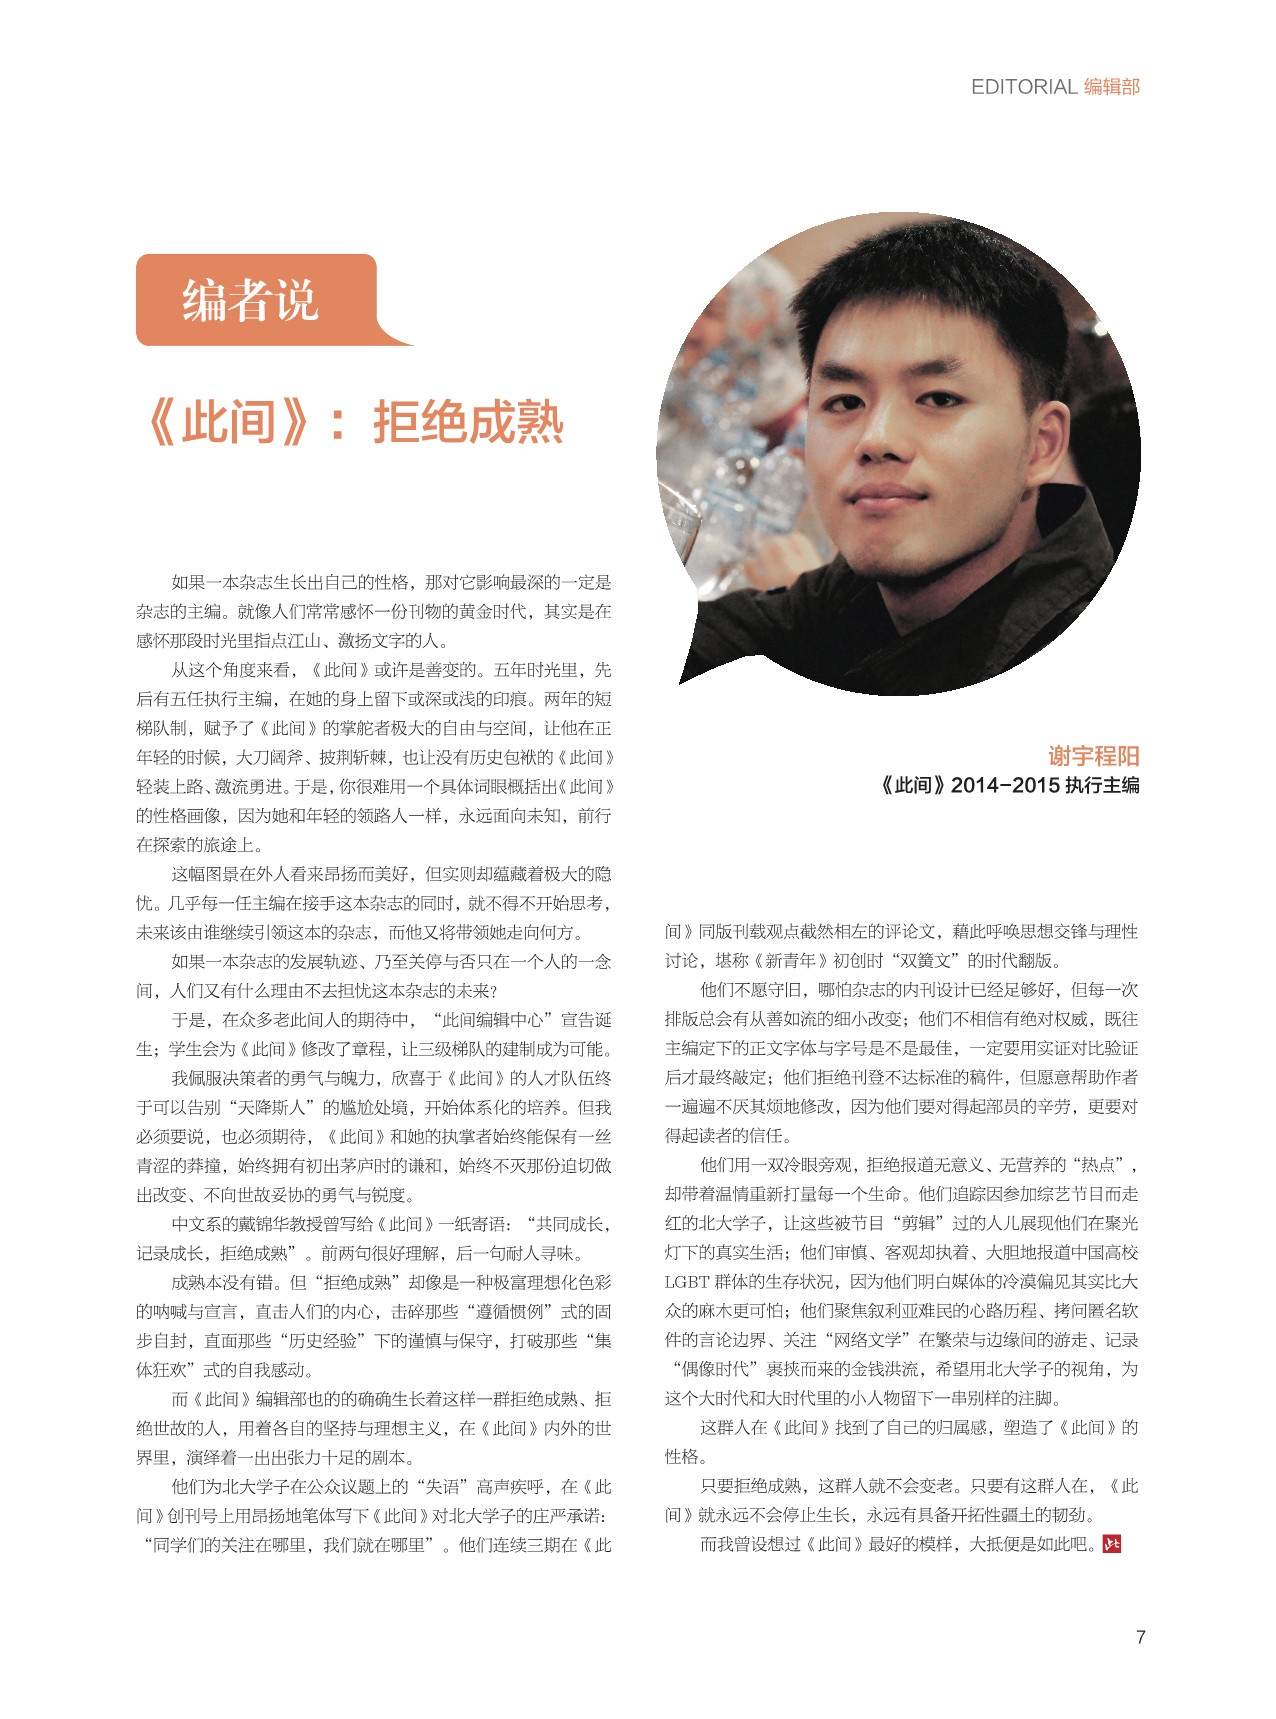 EDITORIAL 编辑部
编者说
《此间》：拒绝成熟
如果一本杂志生长出自己的性格，那对它影响最深的一定是
杂志的主编。就像人们常常感怀一份刊物的黄金时代，其实是在
感怀那段时光里指点江山、激扬文字的人。
从这个角度来看，《此间》或许是善变的。五年时光里，先
后有五任执行主编，在她的身上留下或深或浅的印痕。两年的短
梯队制，赋予了《此间》的掌舵者极大的自由与空间，让他在正
年轻的时候，大刀阔斧、披荆斩棘，也让没有历史包袱的《此间》
轻装上路、激流勇进。于是，你很难用一个具体词眼概括出《此间》
的性格画像，因为她和年轻的领路人一样，永远面向未知，前行
在探索的旅途上。
这幅图景在外人看来昂扬而美好，但实则却蕴藏着极大的隐
忧。几乎每一任主编在接手这本杂志的同时，就不得不开始思考，
未来该由谁继续引领这本的杂志，而他又将带领她走向何方。
如果一本杂志的发展轨迹、乃至关停与否只在一个人的一念
间，人们又有什么理由不去担忧这本杂志的未来？
于是，在众多老此间人的期待中，“此间编辑中心”宣告诞
生；学生会为《此间》修改了章程，让三级梯队的建制成为可能。
我佩服决策者的勇气与魄力，欣喜于《此间》的人才队伍终
于可以告别“天降斯人”的尴尬处境，开始体系化的培养。但我
必须要说，也必须期待，《此间》和她的执掌者始终能保有一丝
青涩的莽撞，始终拥有初出茅庐时的谦和，始终不灭那份迫切做
出改变、不向世故妥协的勇气与锐度。
中文系的戴锦华教授曾写给《此间》一纸寄语：“共同成长，
记录成长，拒绝成熟”。前两句很好理解，后一句耐人寻味。
成熟本没有错。但“拒绝成熟”却像是一种极富理想化色彩
的呐喊与宣言，直击人们的内心，击碎那些“遵循惯例”式的固
步自封，直面那些“历史经验”下的谨慎与保守，打破那些“集
体狂欢”式的自我感动。
而《此间》编辑部也的的确确生长着这样一群拒绝成熟、拒
绝世故的人，用着各自的坚持与理想主义，在《此间》内外的世
界里，演绎着一出出张力十足的剧本。
他们为北大学子在公众议题上的“失语”高声疾呼，在《此
间》创刊号上用昂扬地笔体写下《此间》对北大学子的庄严承诺：
“同学们的关注在哪里，我们就在哪里”。他们连续三期在《此
谢宇程阳
《此间》2014-2015 执行主编
间》同版刊载观点截然相左的评论文，藉此呼唤思想交锋与理性
讨论，堪称《新青年》初创时“双簧文”的时代翻版。
他们不愿守旧，哪怕杂志的内刊设计已经足够好，但每一次
排版总会有从善如流的细小改变；他们不相信有绝对权威，既往
主编定下的正文字体与字号是不是最佳，一定要用实证对比验证
后才最终敲定；他们拒绝刊登不达标准的稿件，但愿意帮助作者
一遍遍不厌其烦地修改，因为他们要对得起部员的辛劳，更要对
得起读者的信任。
他们用一双冷眼旁观，拒绝报道无意义、无营养的“热点”，
却带着温情重新打量每一个生命。他们追踪因参加综艺节目而走
红的北大学子，让这些被节目“剪辑”过的人儿展现他们在聚光
灯下的真实生活；他们审慎、客观却执着、大胆地报道中国高校
LGBT 群体的生存状况，因为他们明白媒体的冷漠偏见其实比大
众的麻木更可怕；他们聚焦叙利亚难民的心路历程、拷问匿名软
件的言论边界、关注“网络文学”在繁荣与边缘间的游走、记录
“偶像时代”裹挟而来的金钱洪流，希望用北大学子的视角，为
这个大时代和大时代里的小人物留下一串别样的注脚。
这群人在《此间》找到了自己的归属感，塑造了《此间》的
性格。
只要拒绝成熟，这群人就不会变老。只要有这群人在，《此
间》就永远不会停止生长，永远有具备开拓性疆土的韧劲。
而我曾设想过《此间》最好的模样，大抵便是如此吧。
7